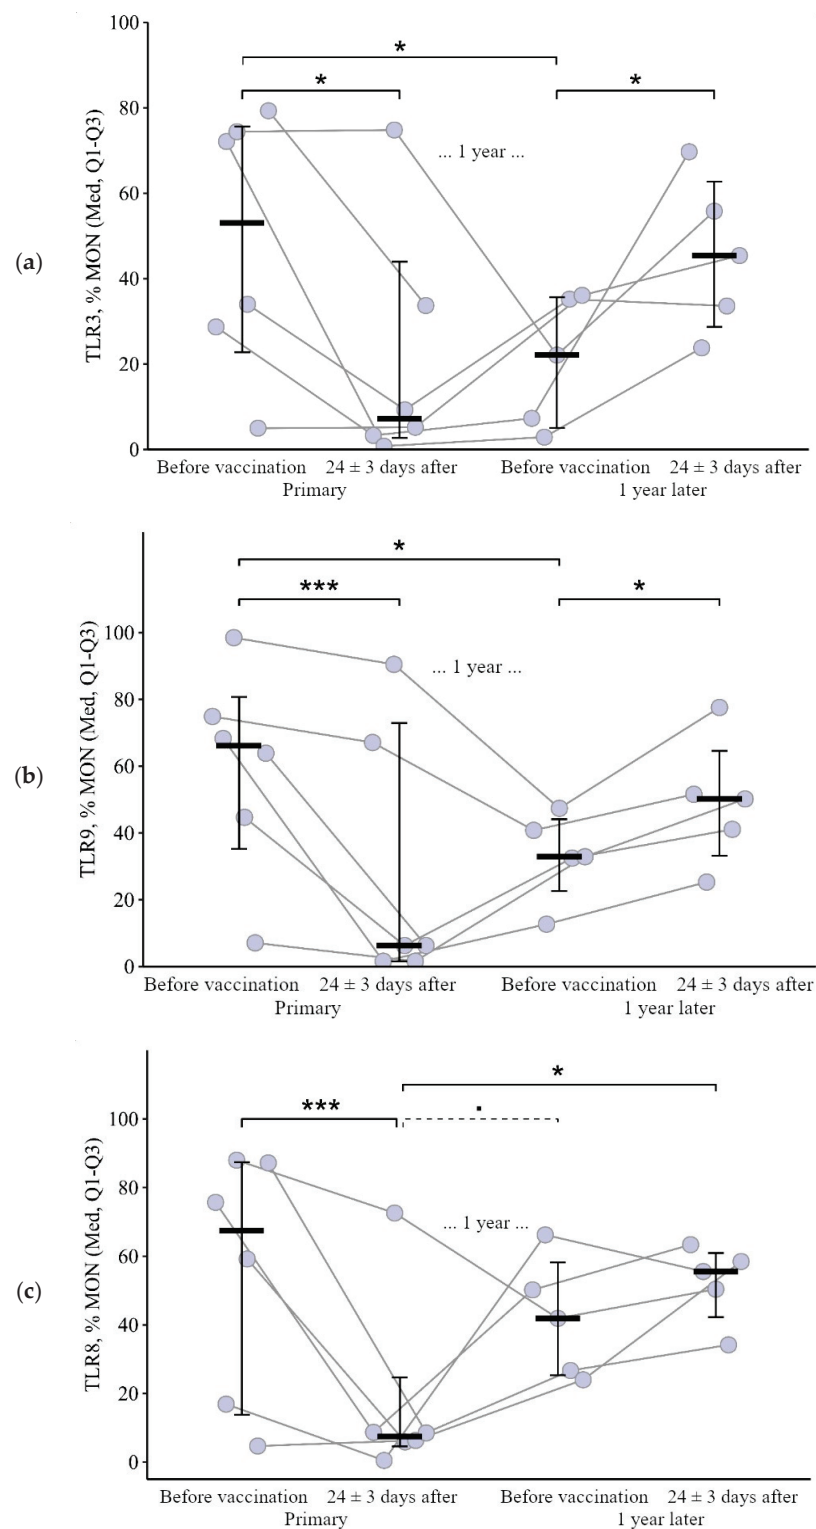 (a)
TLR3, % MON (Med, Q1-Q3)
100
80
60
40
20
0
*
*
*
... 1 year ...
Before vaccination 24 ± 3 days after Before vaccination 24 ± 3 days after
Primary 1 year later
(b)
TLR9, % MON (Med, Q1-Q3)
100
80
60
40
20
0
*
***
*
... 1 year ...
Before vaccination 24 ± 3 days after Before vaccination 24 ± 3 days after
Primary 1 year later
(c)
TLR8, % MON (Med, Q1-Q3)
100
80
60
40
20
0
*
***
.
... 1 year ...
Before vaccination 24 ± 3 days after Before vaccination 24 ± 3 days after
Primary 1 year later